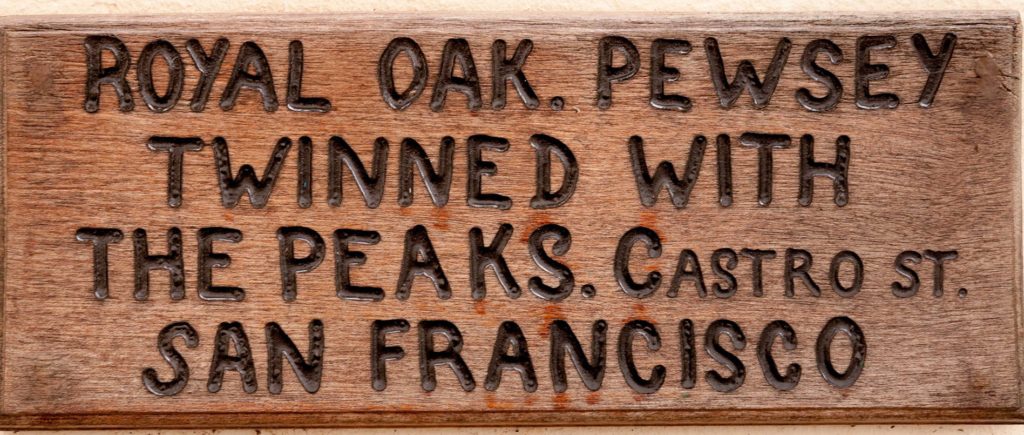 ROYAL OAK. PEWSEY
TWINNED WITH
THE PEAKS. CASTRO ST.
SAN FRANCISCO